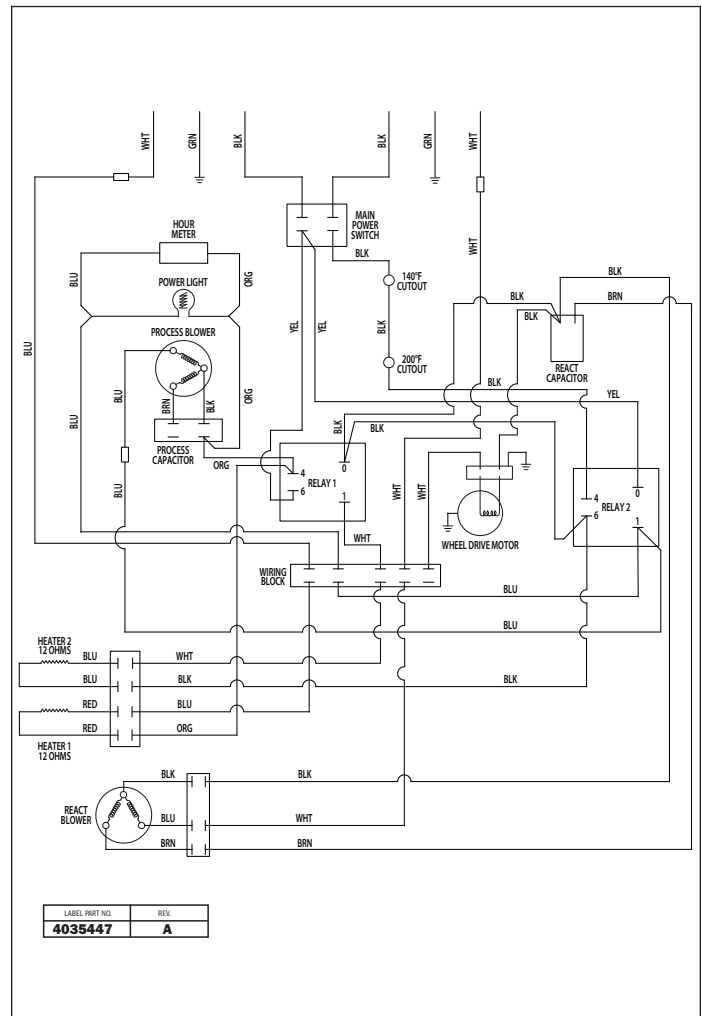 WHT
GRN
BLK
BLK
GRN
WHT
MAIN
POWER
SWITCH
HOUR
METER
BLK
WHT
140°F
CUTOUT
BLK
BLU
ORG
POWER LIGHT
BLK
BRN
BLK
YEL
YEL
BLK
PROCESS BLOWER
REACT
CAPACITOR
BLU
200°F
CUTOUT
BLK
BLU
BRN
BLK
ORG
YEL
BLU
PROCESS
CAPACITOR
BLK
BLK
ORG
4
0
RELAY 1
6
1
BLU
WHT
WHT
4
0
RELAY 2
6
1
WHT
WHEEL DRIVE MOTOR
WIRING
BLOCK
BLU
BLU
HEATER 2
12 OHMS
BLU
WHT
BLU
BLK
BLK
RED
BLU
RED
ORG
HEATER 1
12 OHMS
BLK
BLK
REACT
BLOWER
BLU
WHT
BRN
BRN
LABEL PART NO.
REV.
4035447
A